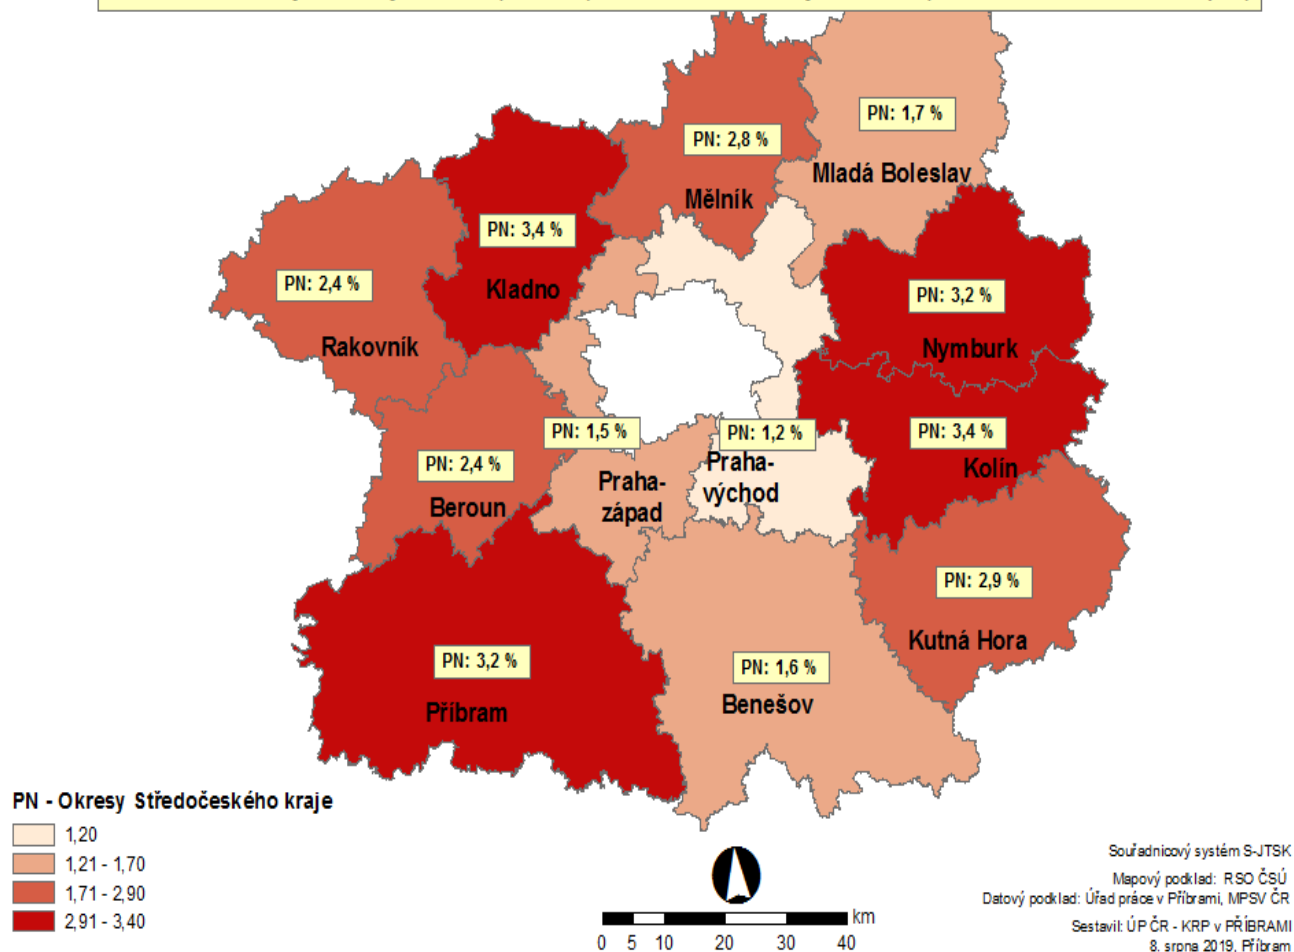 PN: 1,7 %
PN: 2,8 %
Mladá Boleslav
Mělník
PN: 3,4 %
PN: 2,4 %
Kladno
PN: 3,2 %
Rakovník
Nymburk
PN: 1,5 %
PN: 1,2 %
PN: 3,4 %
PN: 2,4 %
Praha-
východ
Kolín
Beroun
Praha-
západ
PN: 2,9 %
Kutná Hora
PN: 3,2 %
PN: 1,6 %
Příbram
Benešov
PN - Okresy Středočeského kraje
1,20
1,21 - 1,70
1,71 - 2,90
2,91 - 3,40
km
0 5 10 20 30 40
Souřadnicový systém S-JTSK
Mapový podklad: RSO ČSÚ
Datový podklad: Úřad práce v Příbrami, MPSV ČR
Sestavil: ÚP ČR - KRP v PŘÍBRAMI
8. srpna 2019, Příbram